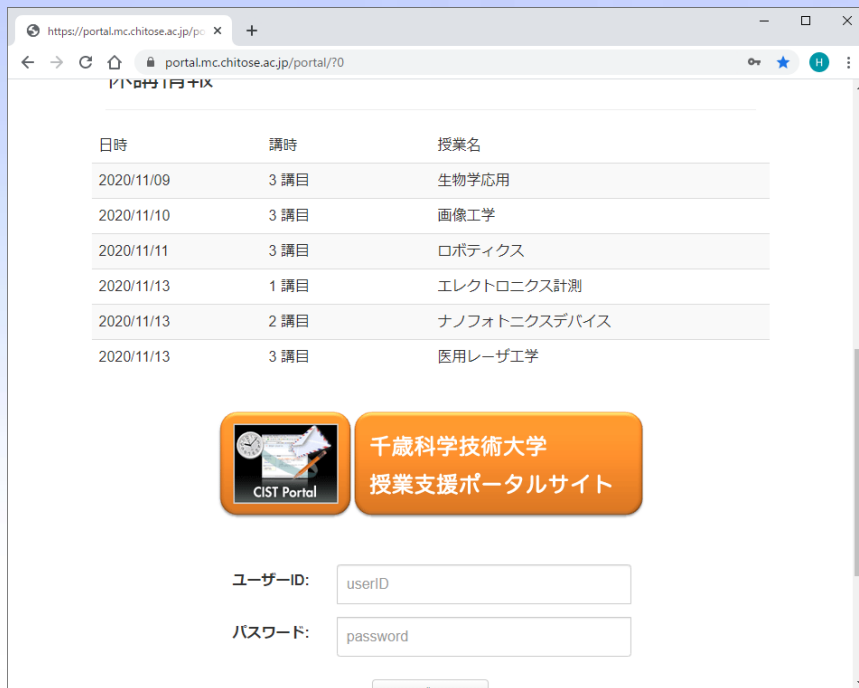 https://portal.mc.chitose.ac.jp/po
portal.mc.chitose.ac.jp/portal/?0
H
休講情報
日時 講時 授業名
2020/11/09 3 講目 生物学応用
2020/11/10 3 講目 画像工学
2020/11/11 3 講目 ロボティクス
2020/11/13 1 講目 エレクトロニクス計測
2020/11/13 2 講目 ナノフォトニクスデバイス
2020/11/13 3 講目 医用レーザ工学
CIST Portal
千歳科学技術大学
授業支援ポータルサイト
ユーザーID: userID
パスワード: password